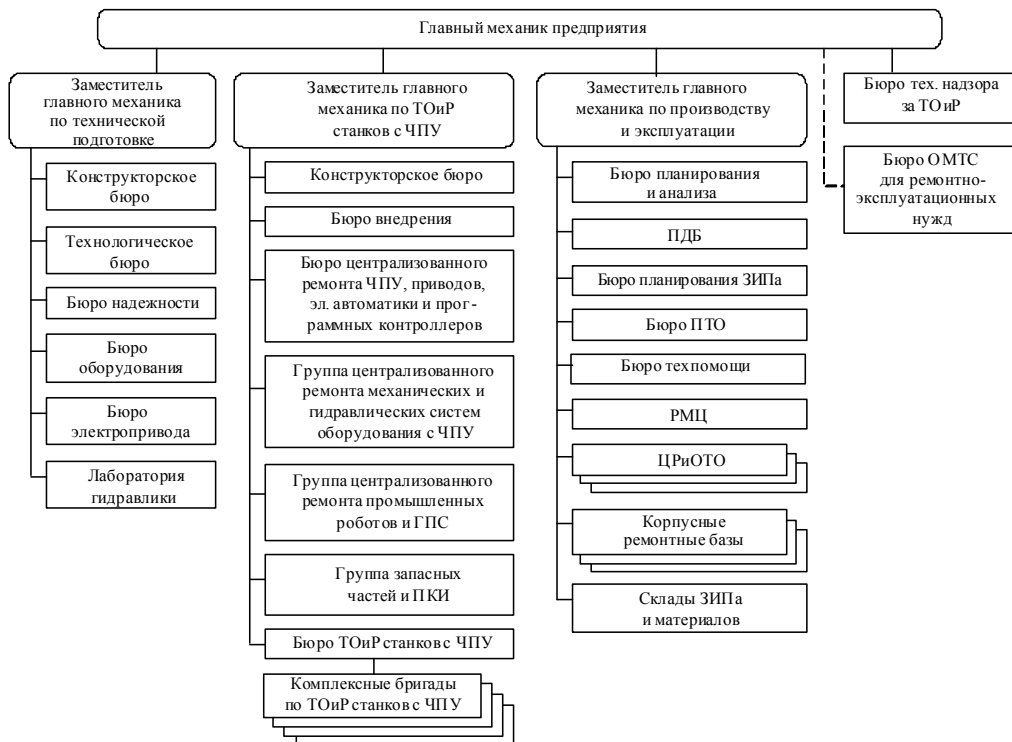 Главный механик предприятия
Заместитель
главного механика
по технической
подготовке
Конструкторское
бюро
Технологическое
бюро
Бюро надежности
Бюро
оборудования
Бюро
электропривода
Лаборатория
гидравлики
Заместитель главного
механика по ТОиР
станков с ЧПУ
Конструкторское бюро
Бюро внедрения
Бюро централизованного
ремонта ЧПУ, приводов,
эл. автоматики и прог-
раммных контроллеров
Группа централизованного
ремонта механических и
гидравлических систем
оборудования с ЧПУ
Группа централизованного
ремонта промышленных
роботов и ГПС
Группа запасных
частей и ПКИ
Бюро ТОиР станков с ЧПУ
Комплексные бригады
по ТОиР станков с ЧПУ
Заместитель главного
механика по производству
и эксплуатации
Бюро планирования
и анализа
ПДБ
Бюро планирования ЗИПа
Бюро ПТО
Бюро техпомощи
РМЦ
ЦРиОТО
Корпусные
ремонтные базы
Склады ЗИПа
и материалов
Бюро тех. надзора
за ТОиР
Бюро ОМТС
для ремонтно-
эксплуатационных
нужд